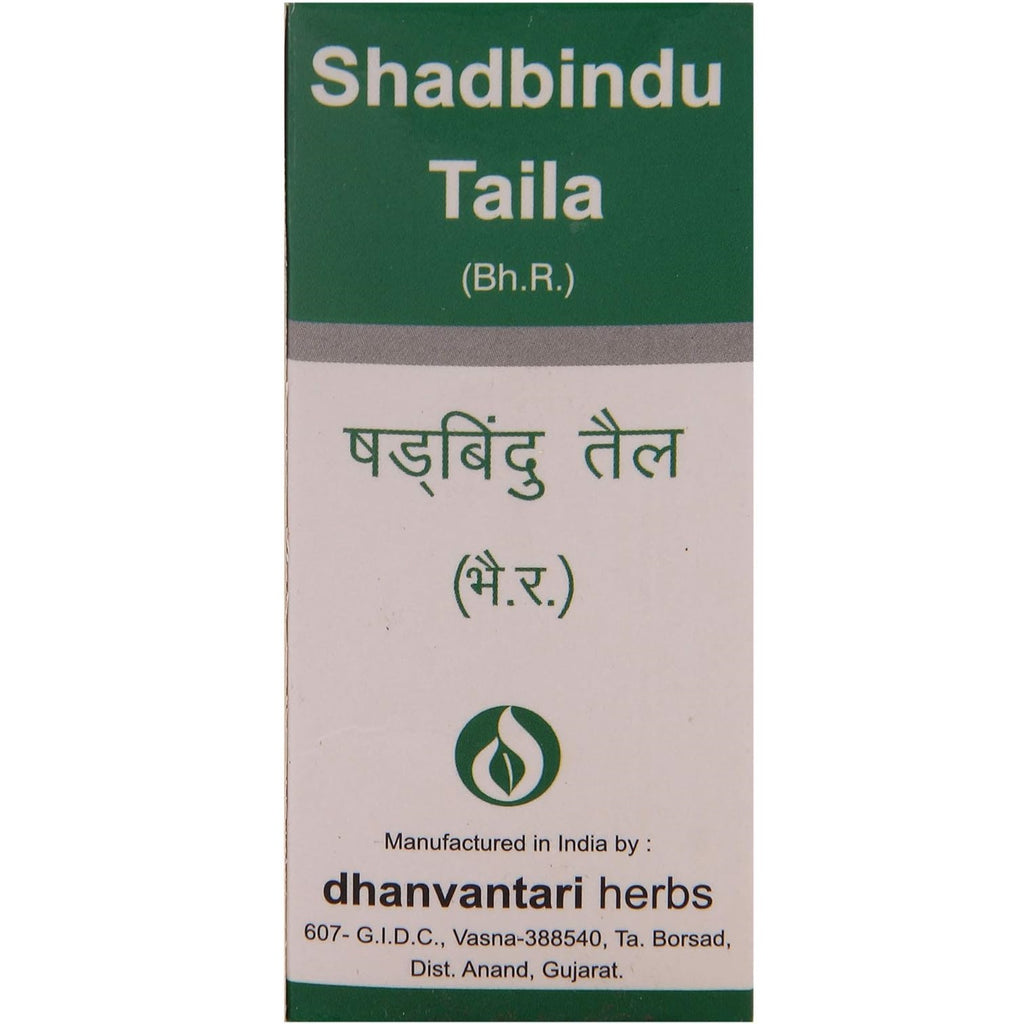 Shadbindu
Taila
(Bh.R.)
षड्बिंदु तैल
(भै.र.)
Manufactured in India by :
dhanvantari herbs
607- G.I.D.C., Vasna-388540, Ta. Borsad,
Dist. Anand, Gujarat.